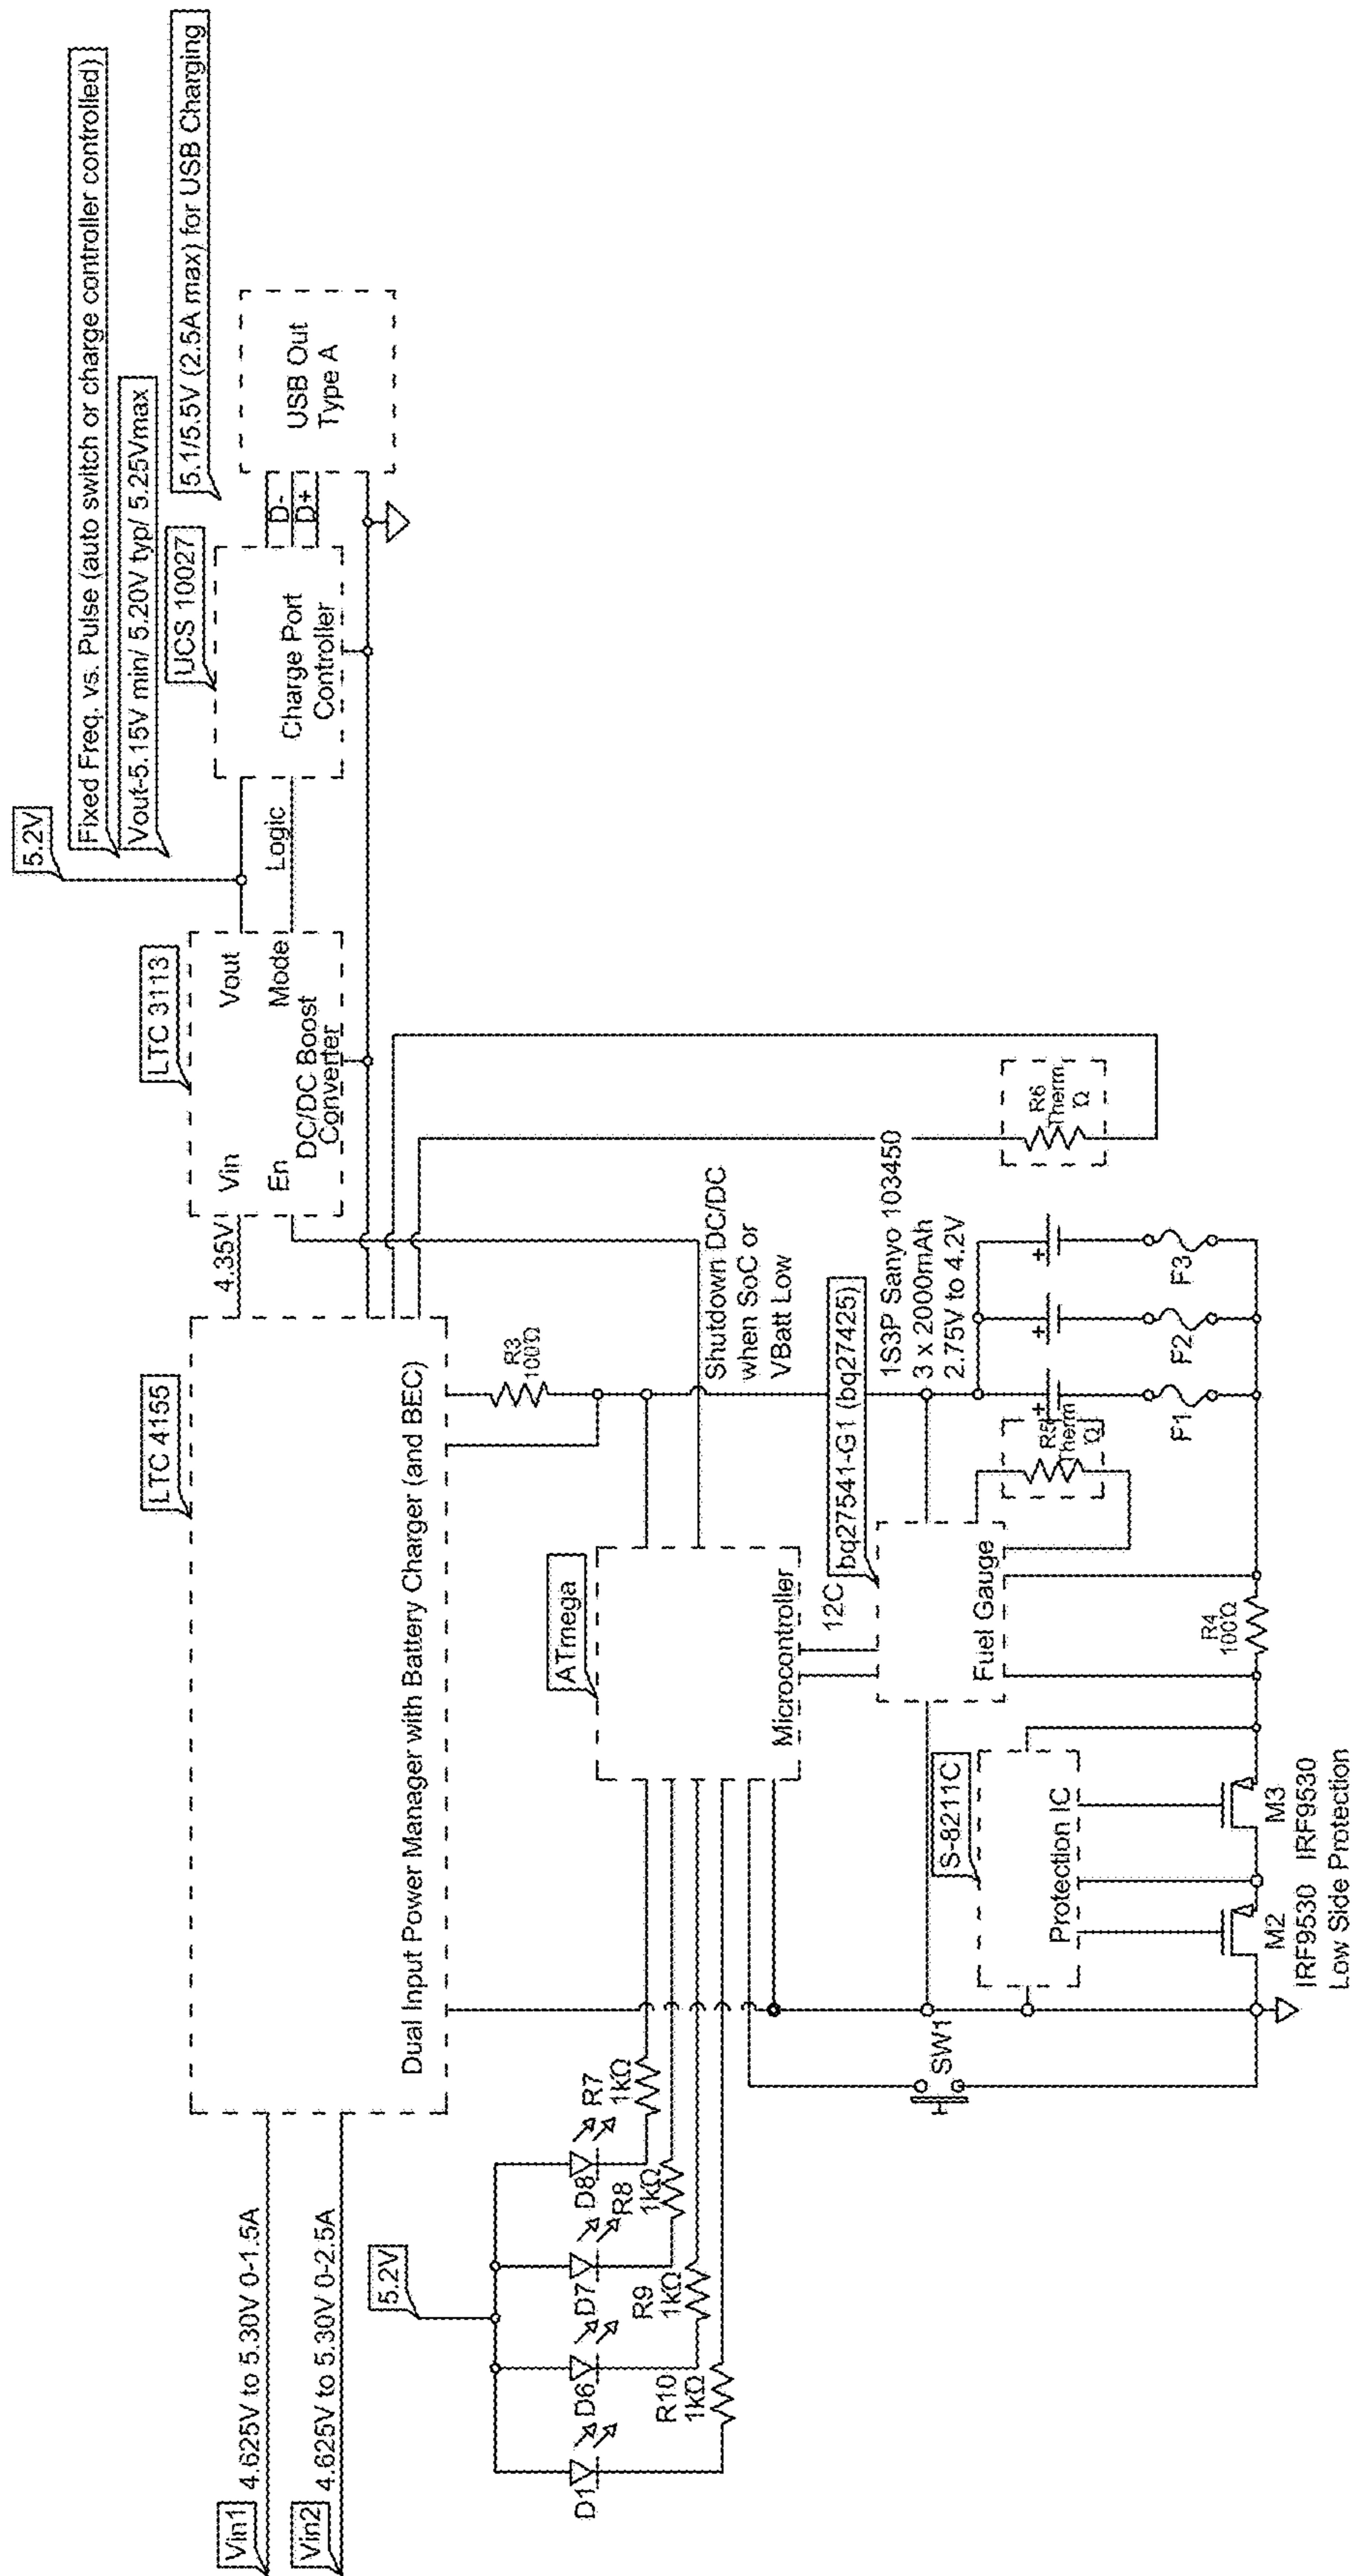 Fixed Freq. vs. Pulse (auto switch or charge controller controlled)
Vout-5.15V min/ 5.20V typ/ 5.25Vmax
5.1/5.5V (2.5A max) for USB Charging
5.2V
LTC 3113
UCS 10027
LTC 4155
Vin1
4.625V to 5.30V 0-1.5A
Vin2
4.625V to 5.30V 0-2.5A
Dual Input Power Manager with Battery Charger (and BEC)
4.35V
Vin
Vout
En
Mode
DC/DC Boost
Converter
Logic
Charge Port
Controller
D-
D+
USB Out
Type A
5.2V
D1
D6
D7
D8
R7
1kΩ
R8
1kΩ
R9
1kΩ
R10
1kΩ
R3
100Ω
ATmega
Microcontroller
Shutdown DC/DC
when SoC or
VBatt Low
12C
bq27541-G1 (bq27425)
Fuel Gauge
1S3P Sanyo 103450
3 x 2000mAh
2.75V to 4.2V
R5
Therm
Ω
R6
Therm
Ω
+
+
+
F1
F2
F3
SW1
S-8211C
Protection IC
R4
100Ω
M2
IRF9530
M3
IRF9530
Low Side Protection